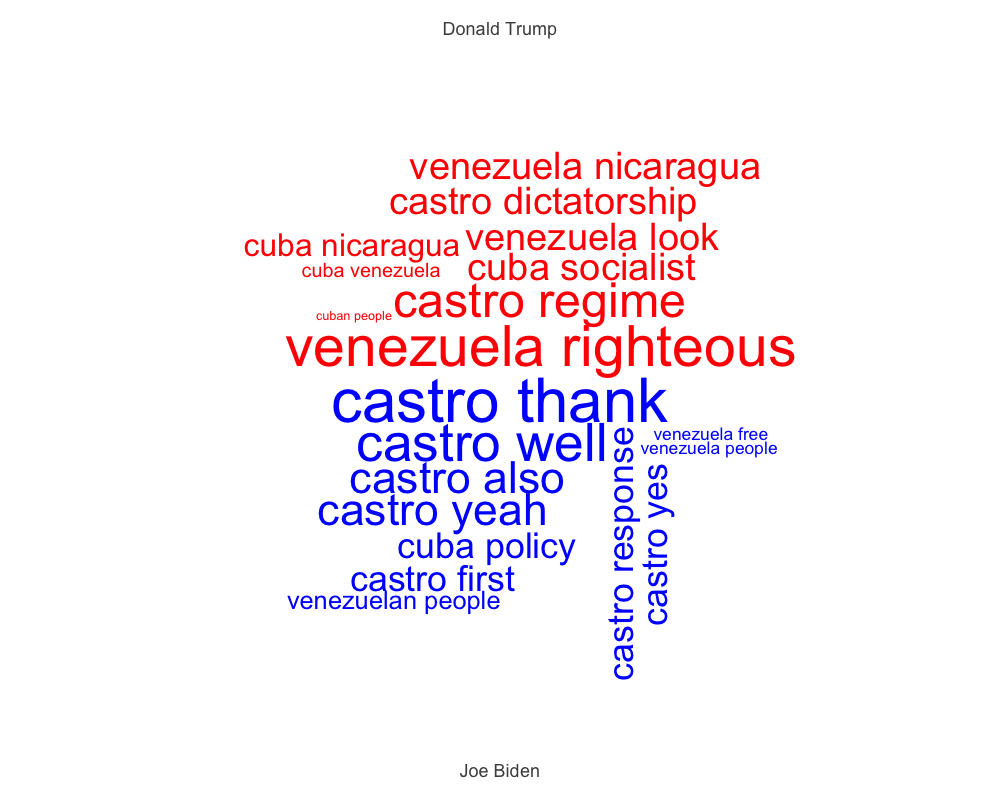 Donald Trump
venezuela nicaragua
castro dictatorship
cuba nicaragua
venezuela look
cuba venezuela
cuba socialist
cuban people
castro regime
venezuela righteous
castro thank
castro well
castro response
venezuela free
venezuela people
castro also
castro yes
castro yeah
cuba policy
castro first
venezuelan people
Joe Biden